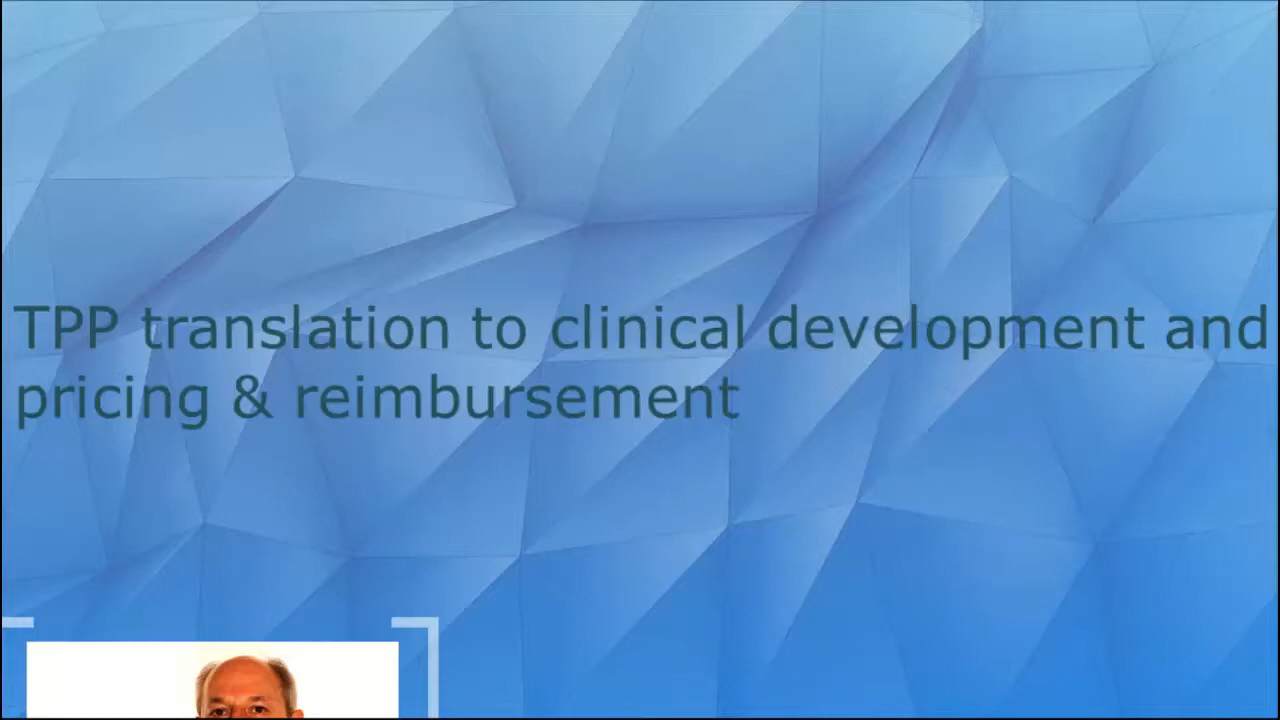 TPP translation to clinical development and
pricing & reimbursement